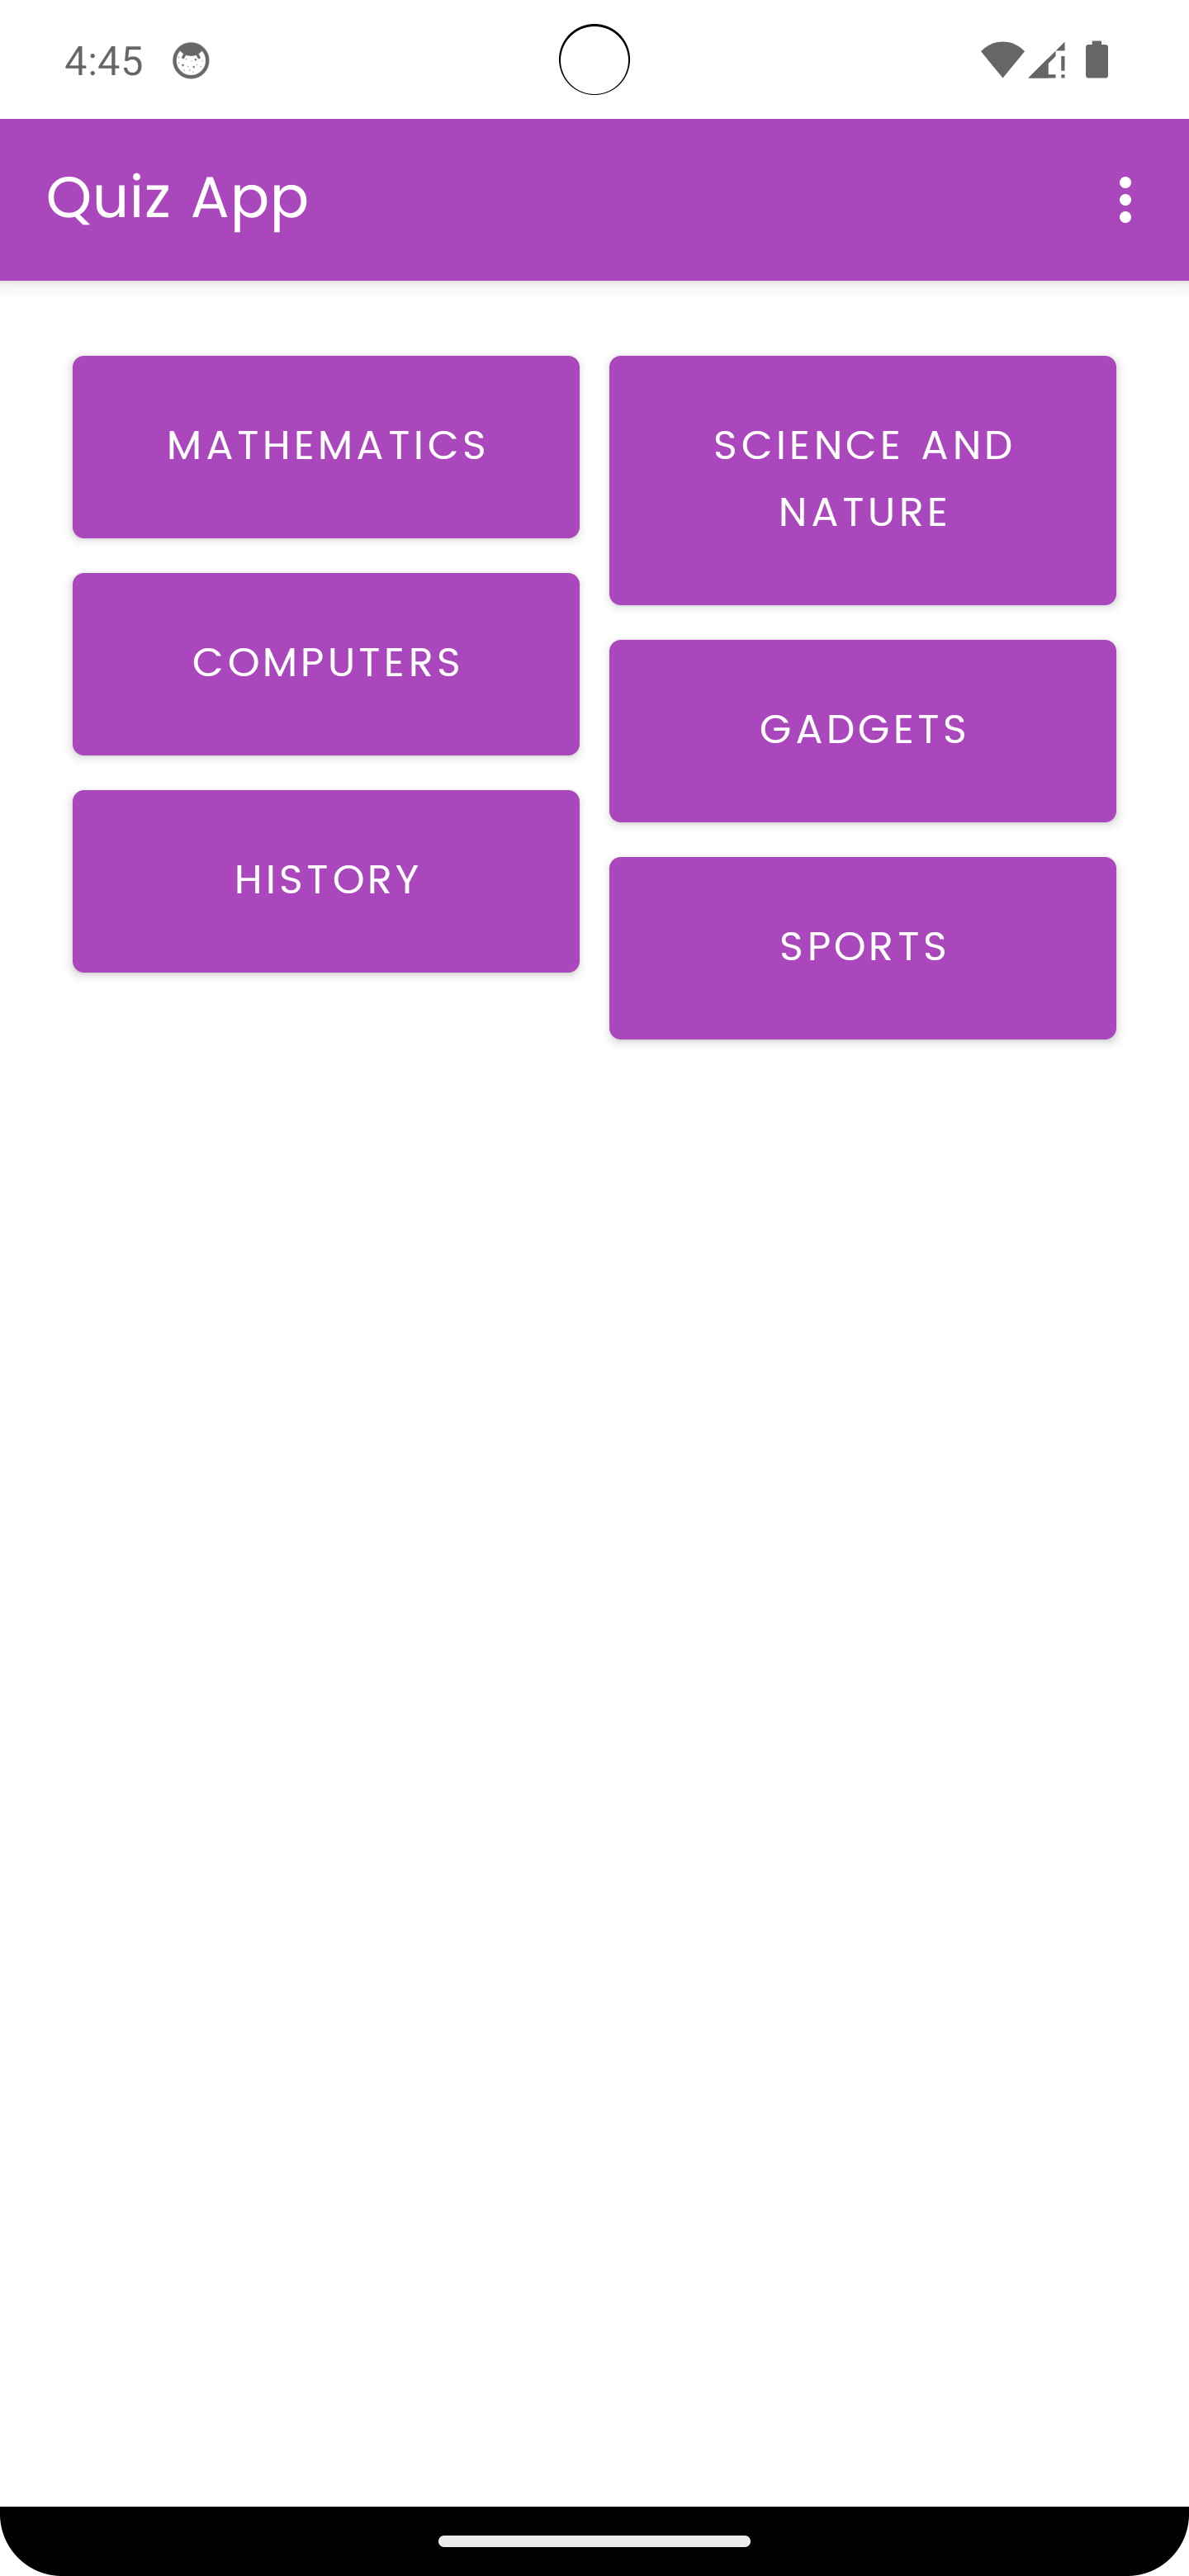 4:45
Quiz App
MATHEMATICS
SCIENCE AND
NATURE
COMPUTERS
GADGETS
HISTORY
SPORTS